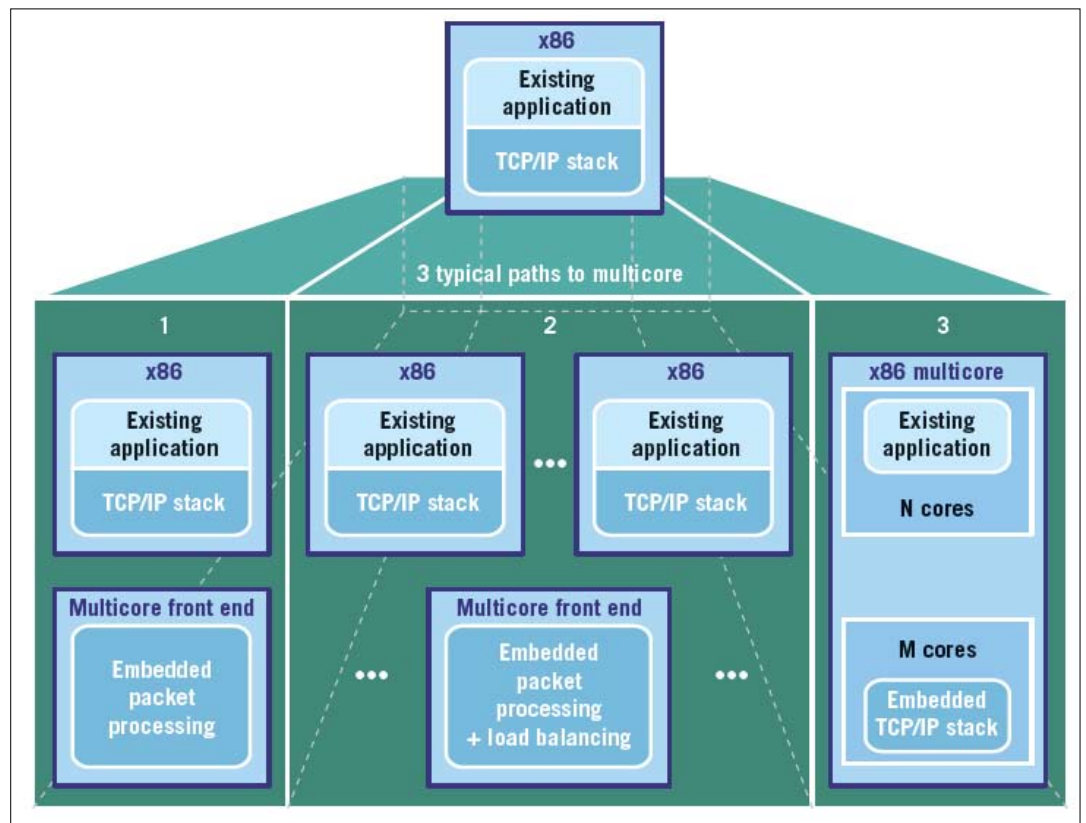 x86
Existing
application
TCP/IP stack
3 typical paths to multicore
1
x86
Existing
application
TCP/IP stack
Multicore front end
Embedded
packet
processing
2
x86
Existing
application
TCP/IP stack
•••
x86
Existing
application
TCP/IP stack
•••
Multicore front end
Embedded
packet
processing
+ load balancing
•••
3
x86 multicore
Existing
application
N cores
M cores
Embedded
TCP/IP stack